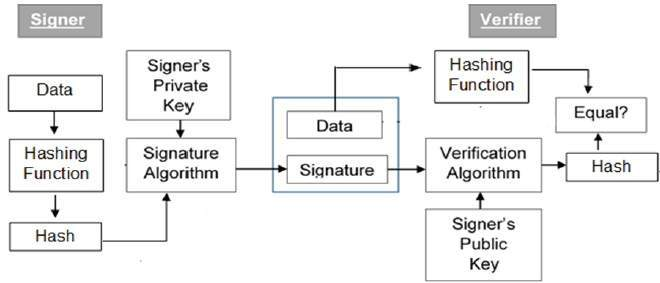 Signer
Verifier
Data
Hashing
Function
Hash
Signer's
Private
Key
Signature
Algorithm
Data
Signature
Hashing
Function
Verification
Algorithm
Signer's
Public
Key
Equal?
Hash